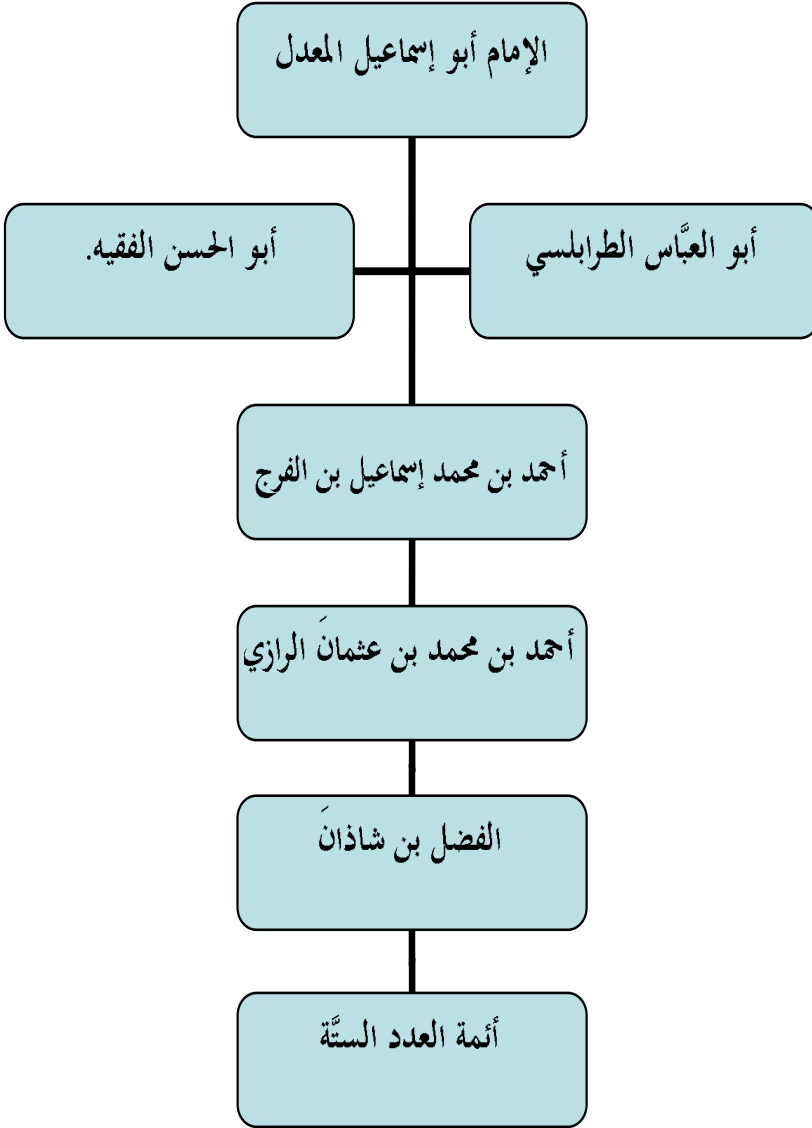 الإمام أبو إسماعيل المعدل
أبو العبَّاس الطرابلسي
أبو الحسن الفقيه.
أحمد بن محمد إسماعيل بن الفرج
أحمد بن محمد بن عثمانَ الرازي
الفضل بن شاذانَ
أئمة العدد الستَّة